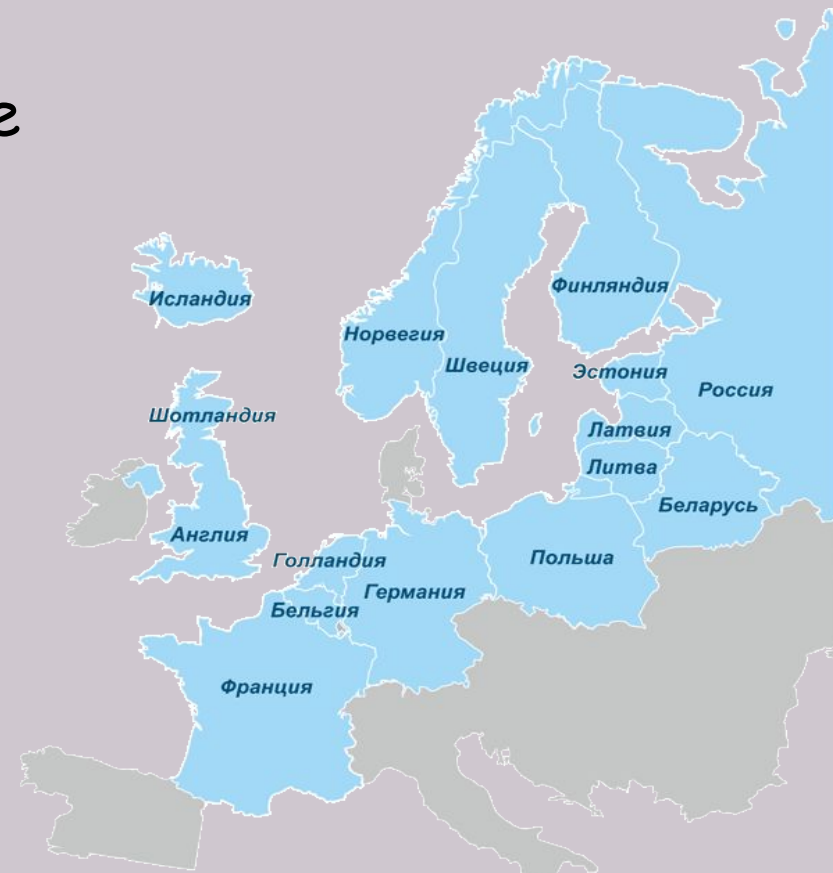 е
Исландия
Финляндия
Норвегия
Швеция
Эстония
Россия
Шотландия
Латвия
Литва
Беларусь
Англия
Голландия
Польша
Германия
Бельгия
Франция